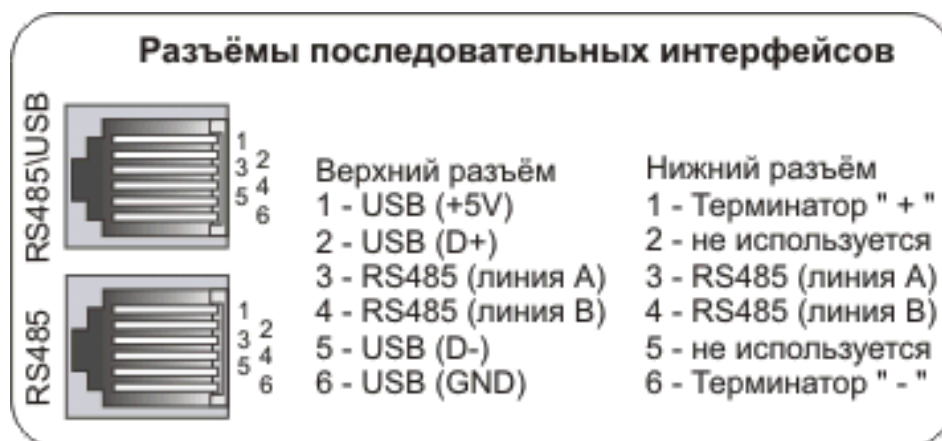 Разъёмы последовательных интерфейсов
RS485\USB
1
2
3
4
5
6
RS485
1
2
3
4
5
6
Верхний разъём
1 - USB (+5V)
2 - USB (D+)
3 - RS485 (линия A)
4 - RS485 (линия B)
5 - USB (D-)
6 - USB (GND)
Нижний разъём
1 - Терминатор " + "
2 - не используется
3 - RS485 (линия A)
4 - RS485 (линия B)
5 - не используется
6 - Терминатор " - "